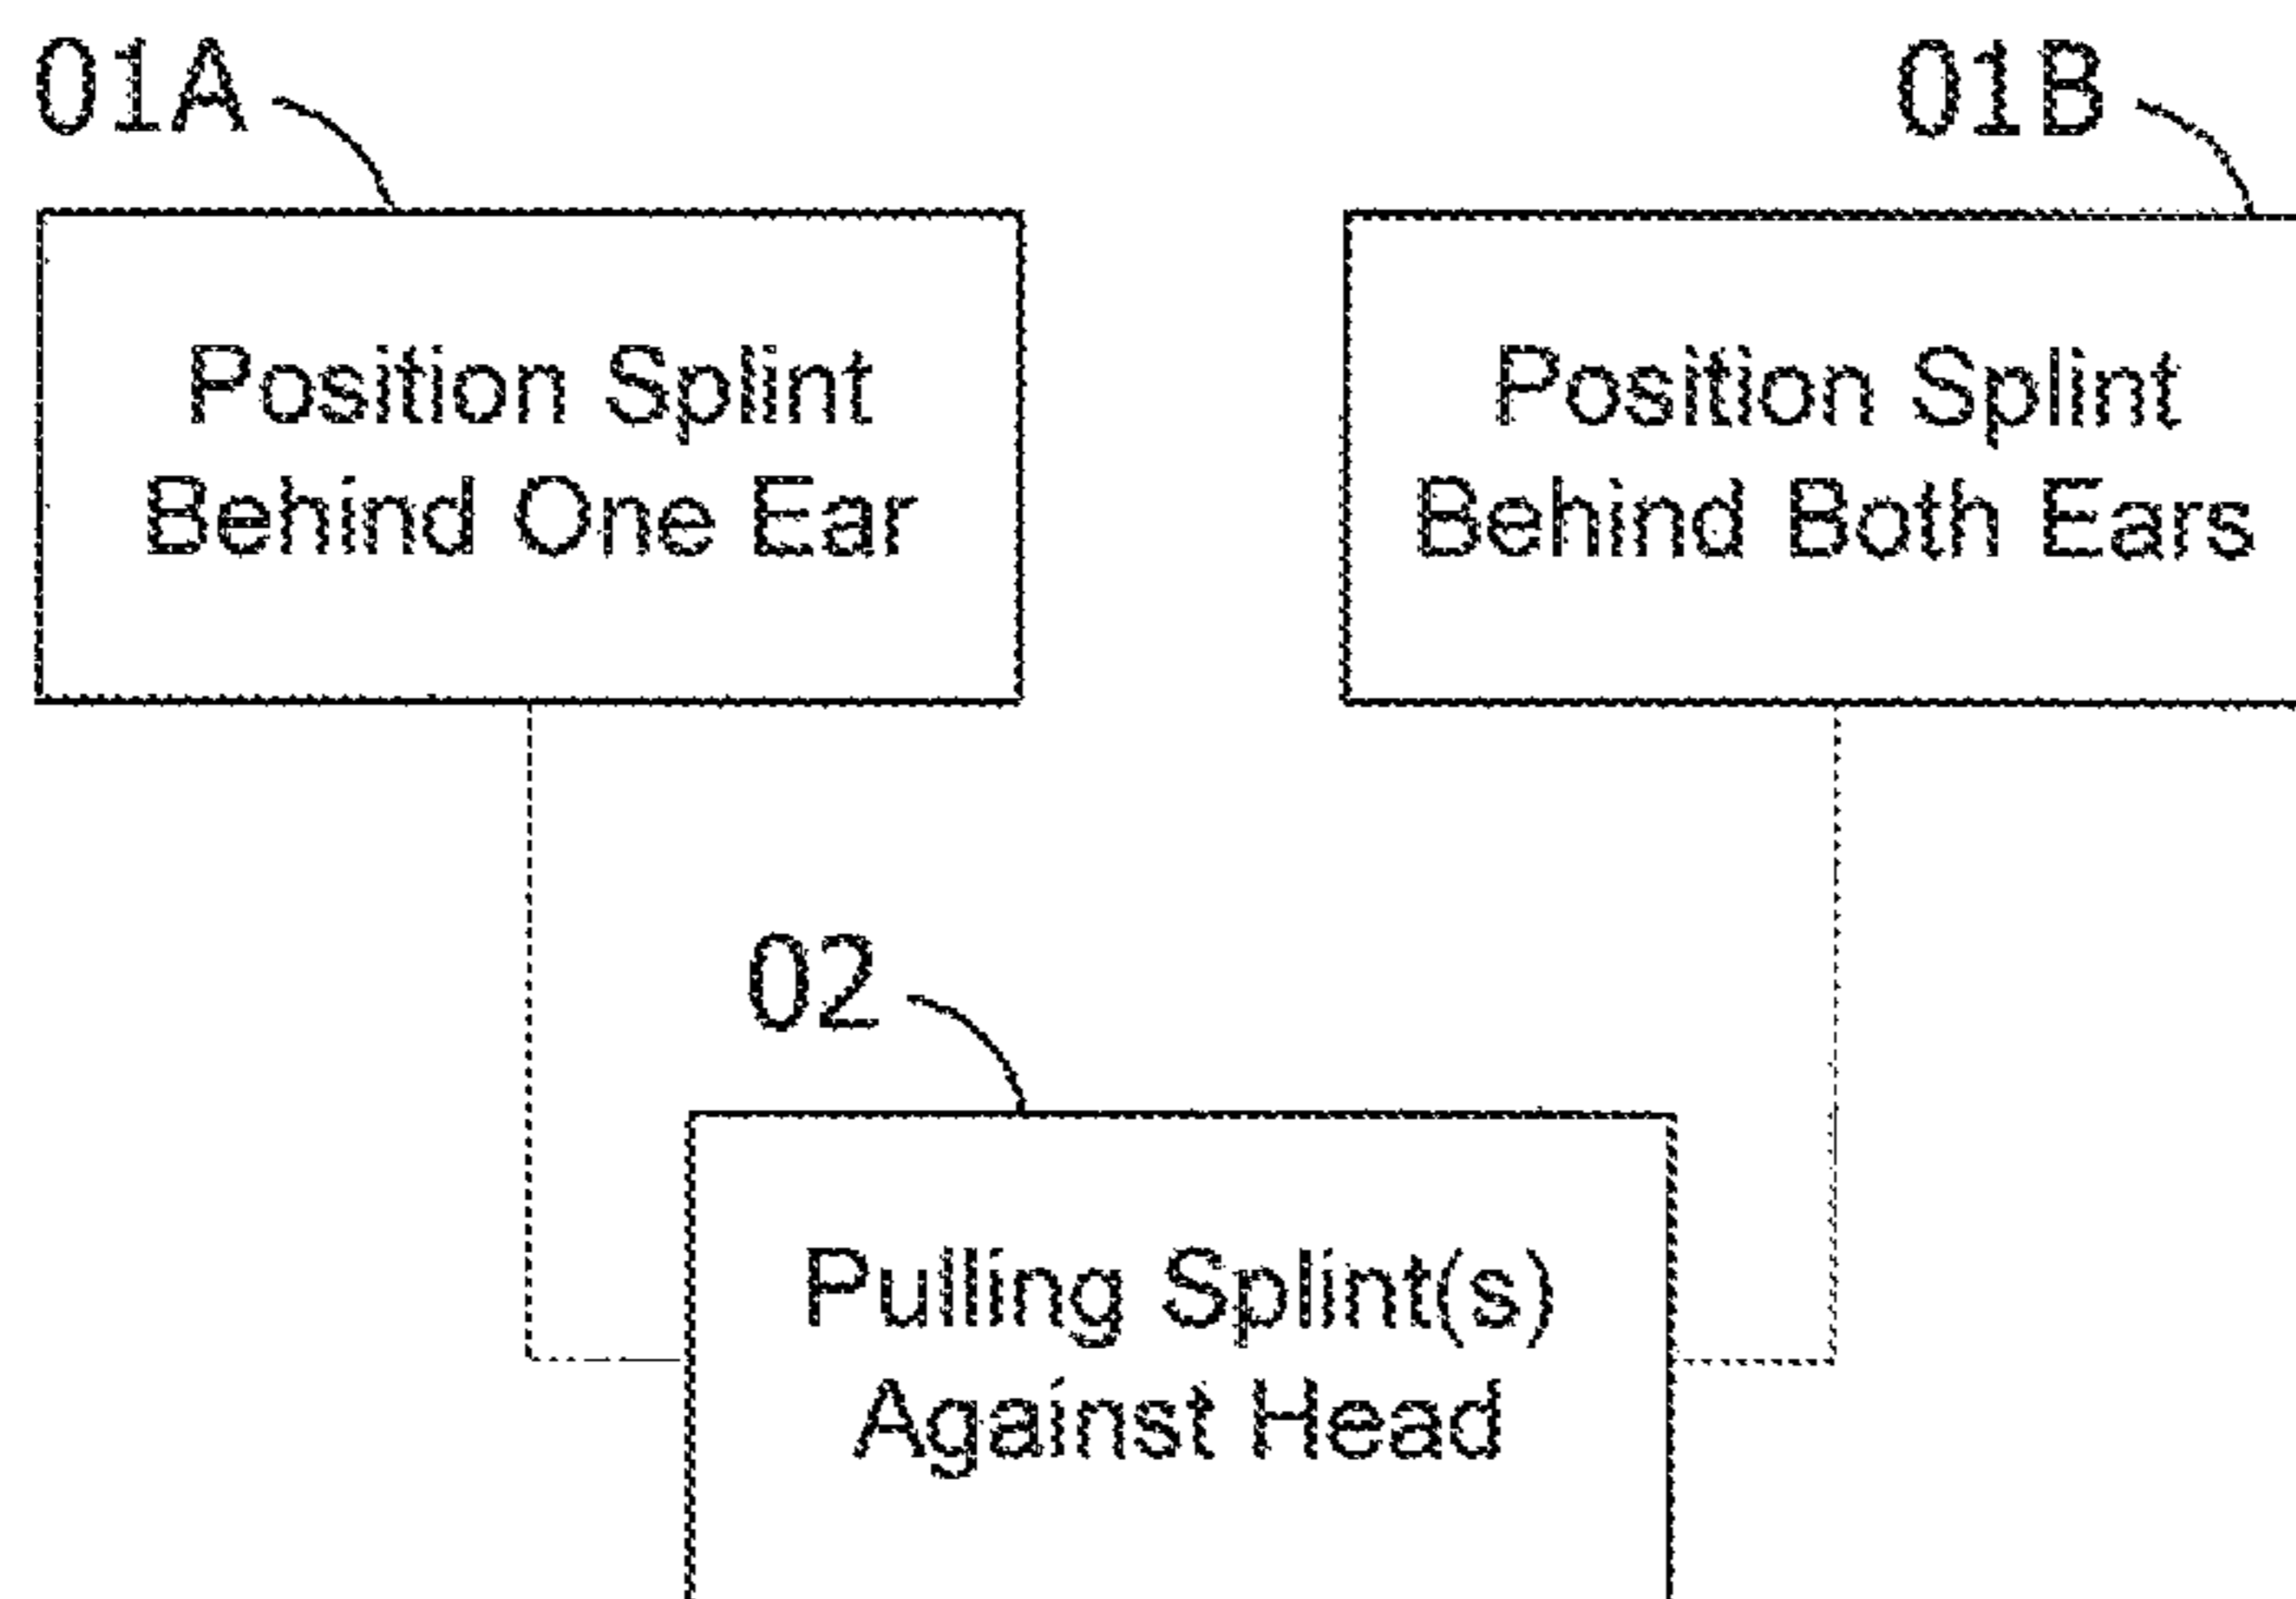 01A
01B
Position Splint
Behind One Ear
Position Splint
Behind Both Ears
02
Pulling Splint(s)
Against Head